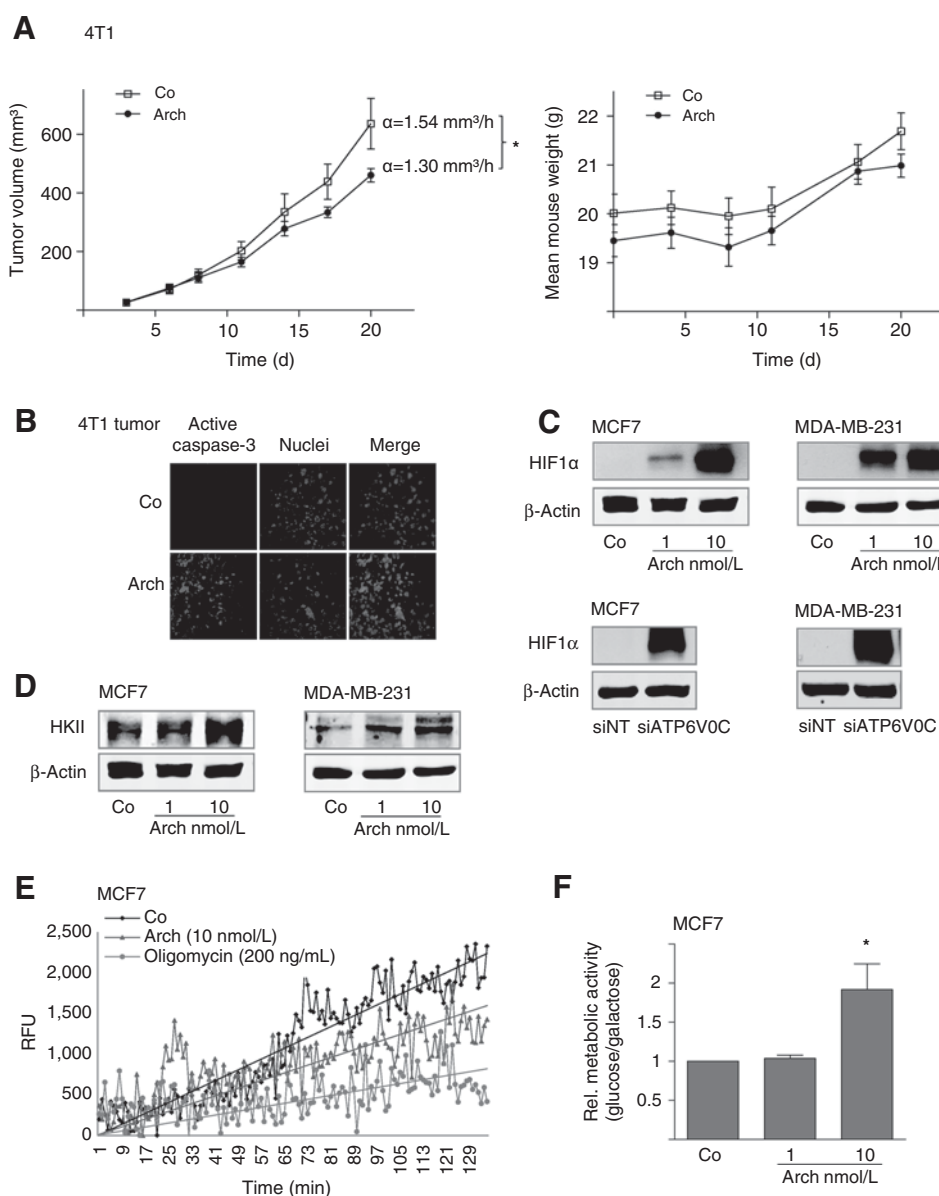 A
4T1
Co
Arch
Tumor volume (mm³)
600
400
200
5 10 15 20
Time (d)
α=1.54 mm³/h
α=1.30 mm³/h
*
Co
Arch
Mean mouse weight (g)
22
21
20
19
5 10 15 20
Time (d)
B
4T1 tumor
Active
caspase-3
Nuclei
Merge
Co
Arch
C
MCF7
HIF1α
β-Actin
Co 1 10
Arch nmol/L
MDA-MB-231
Co 1 10
Arch nmol/L
MCF7
HIF1α
β-Actin
siNT siATP6V0C
MDA-MB-231
siNT siATP6V0C
D
MCF7
HKII
β-Actin
Co 1 10
Arch nmol/L
MDA-MB-231
Co 1 10
Arch nmol/L
E
MCF7
Co
Arch (10 nmol/L)
Oligomycin (200 ng/mL)
RFU
2,500
2,000
1,500
1,000
500
0
1 9 17 25 33 41 49 57 65 73 81 89 97 105 113 121 129
Time (min)
F
MCF7
Rel. metabolic activity
(glucose/galactose)
2
1.5
1
0.5
*
Co 1 10
Arch nmol/L